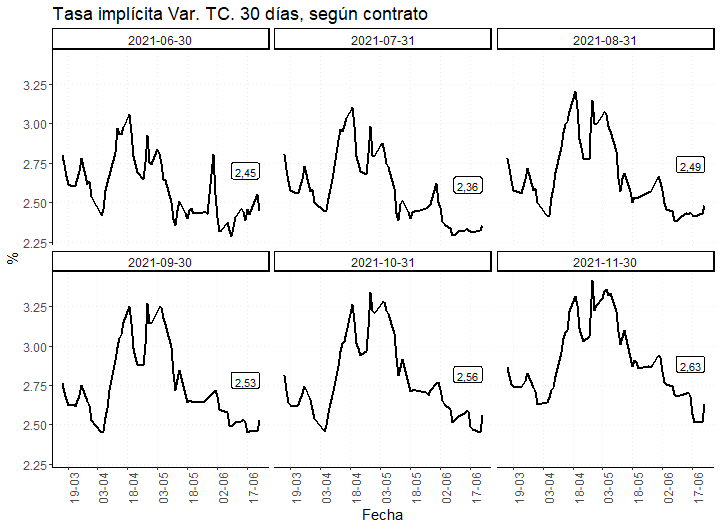 Tasa implícita Var. TC. 30 días, según contrato
2021-06-30 2021-07-31 2021-08-31
3.25
3.00
2.75
2.50
2.25
2,45 2,36 2,49
%
2021-09-30 2021-10-31 2021-11-30
3.25
3.00
2.75
2.50
2.25
2,53 2,56 2,63
19-03 03-04 18-04 03-05 18-05 02-06 17-06 19-03 03-04 18-04 03-05 18-05 02-06 17-06 19-03 03-04 18-04 03-05 18-05 02-06 17-06
Fecha